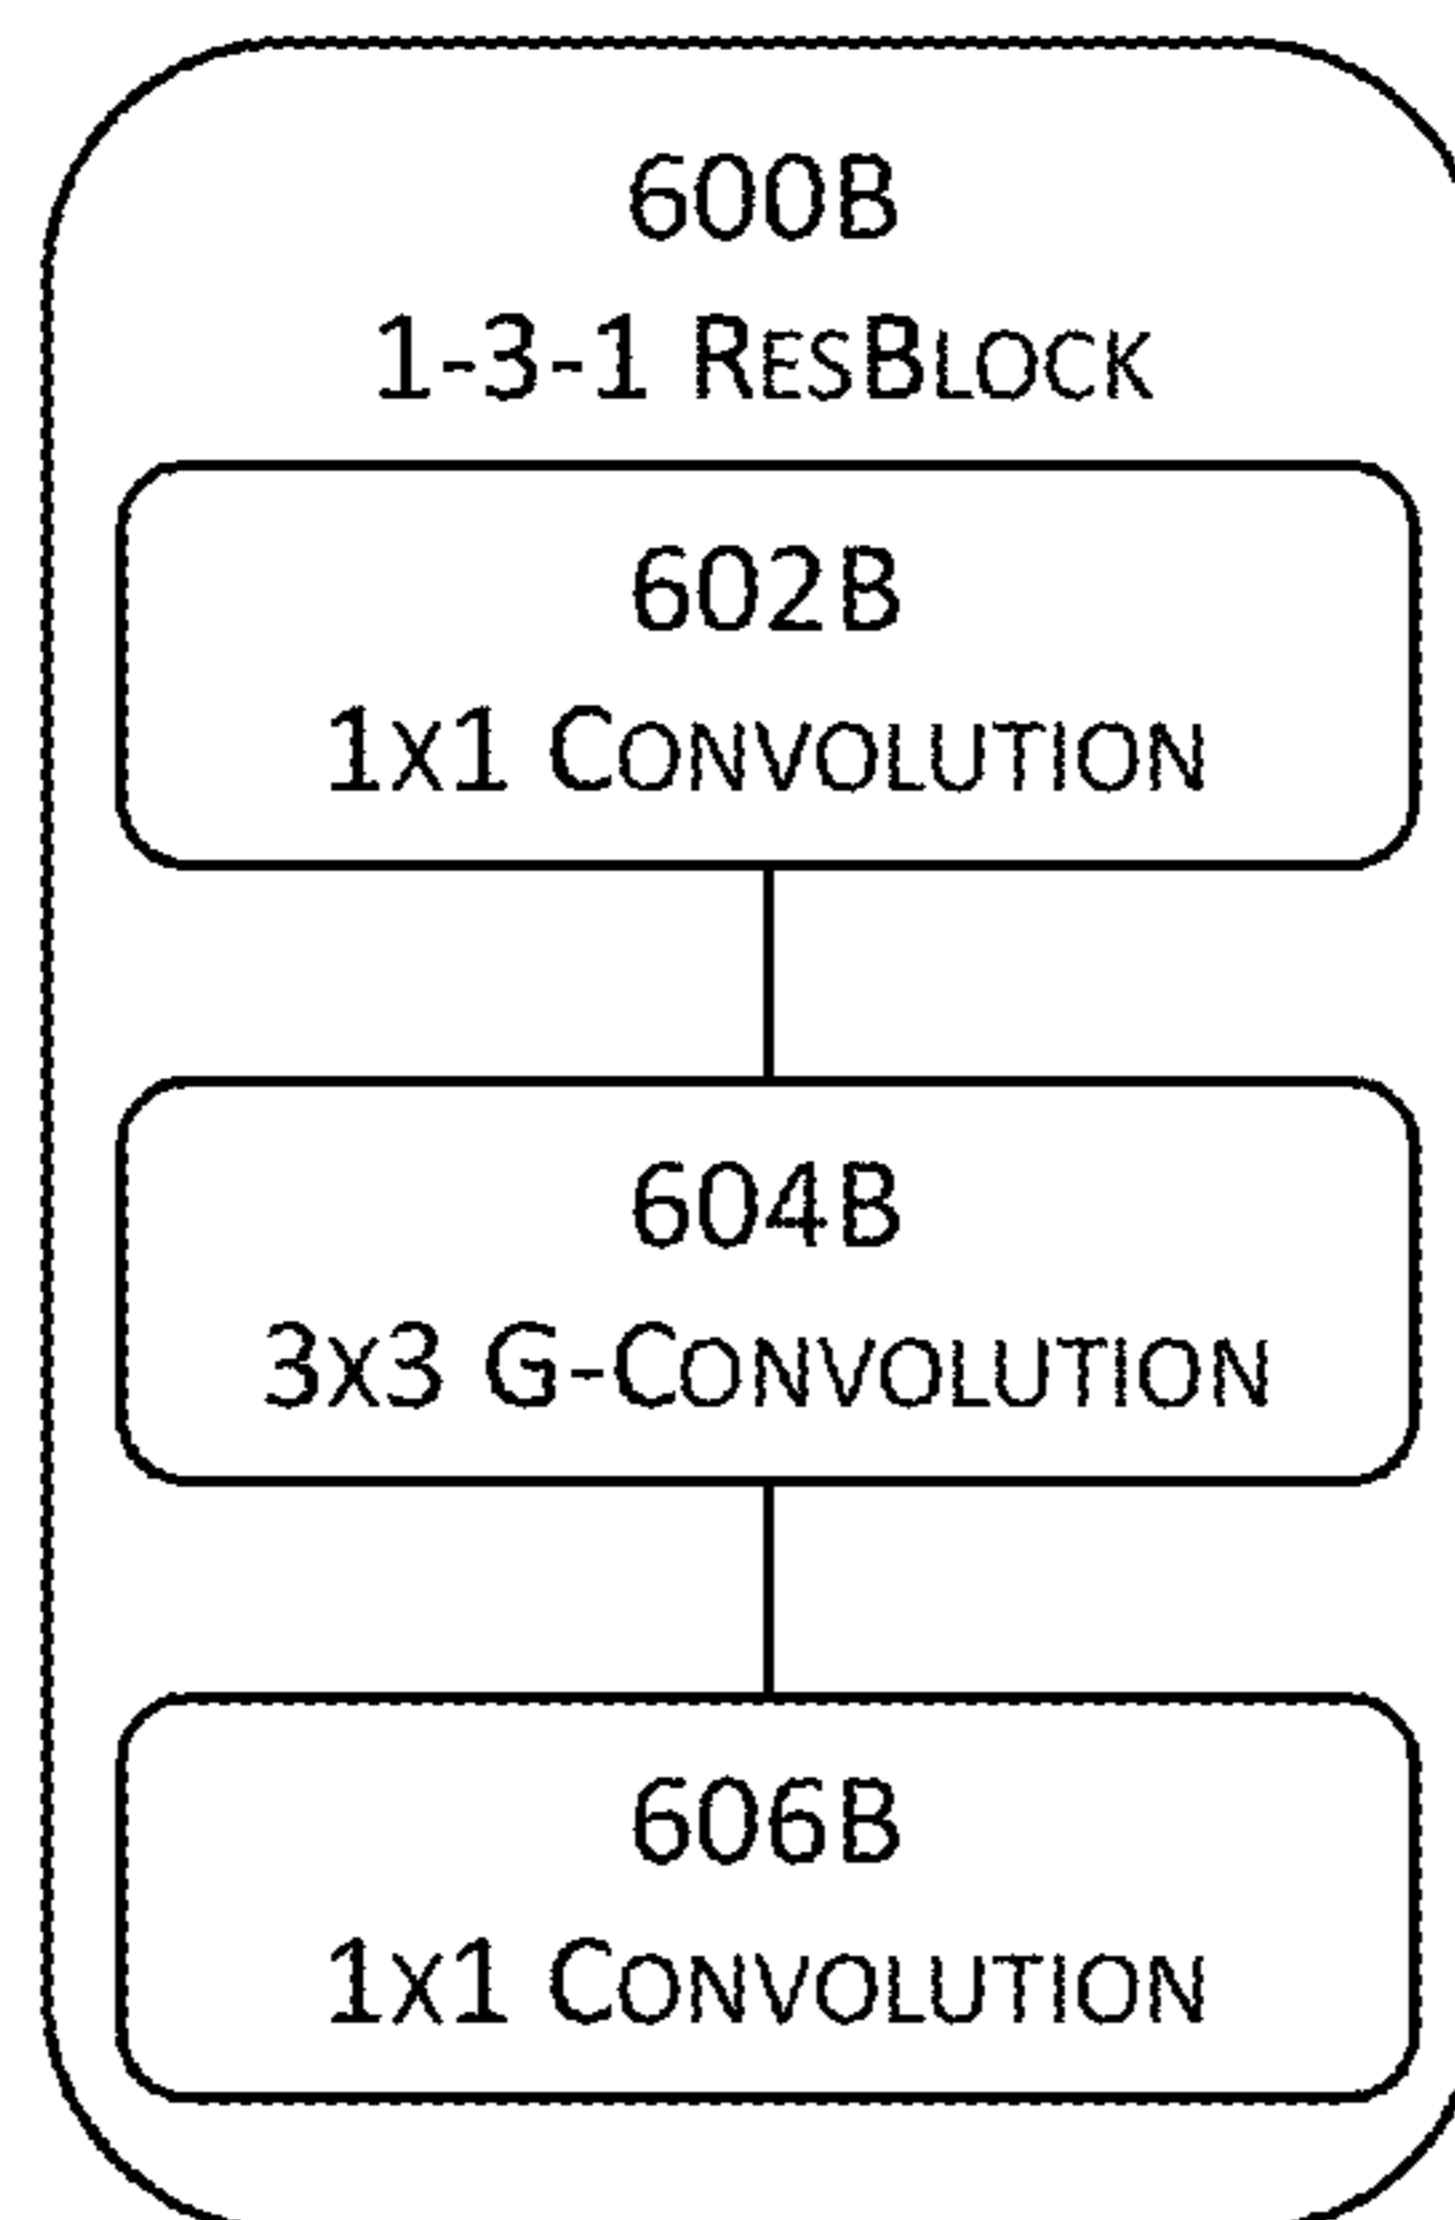 600B
1-3-1 ResBlock
602B
1x1 Convolution
604B
3x3 G-Convolution
606B
1x1 Convolution